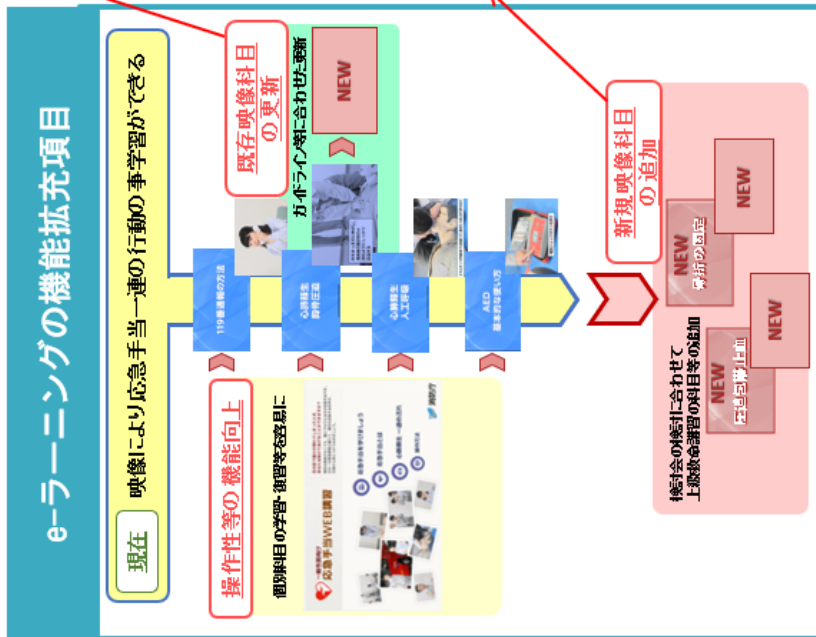 e-ラーニングの機能拡充項目
現在
映像により応急手当一連の行動の事学習ができる
操作性等の機能向上
個別科目の学習・復習等を容易に
応急手当WEB講習
消防庁
119番通報の方法
心肺蘇生
胸骨圧迫
心肺蘇生
人工呼吸
AED
基本的な使い方
既存映像科目
の更新
ガイドライン等に合わせた更新
NEW
新規映像科目
の追加
NEW
骨折の固定
NEW
NEW
圧迫包帯止血
NEW
検討会の検討に合わせて
上級救命講習の科目等の追加